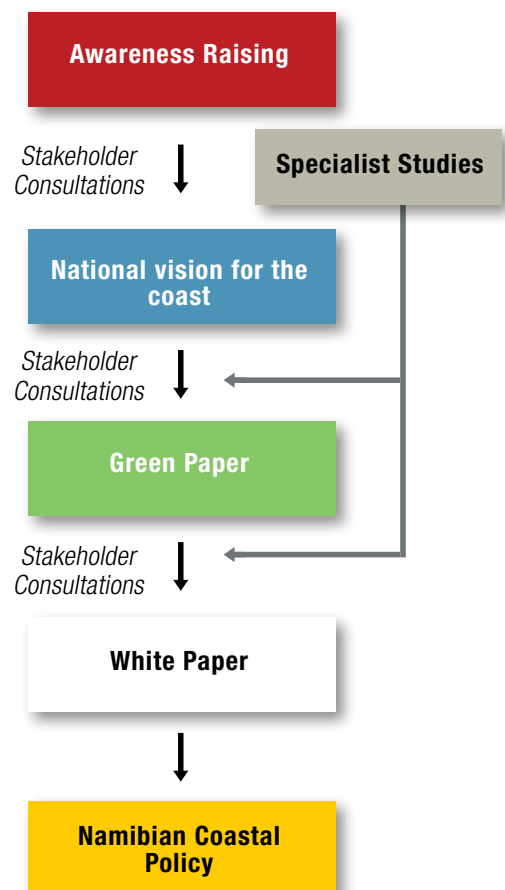 Awareness Raising
Stakeholder
Consultations
Specialist Studies
National vision for the
coast
Stakeholder
Consultations
Green Paper
Stakeholder
Consultations
White Paper
Namibian Coastal
Policy